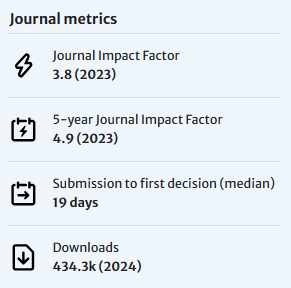 Journal metrics
Journal Impact Factor
3.8 (2023)
5-year Journal Impact Factor
4.9 (2023)
Submission to first decision (median)
19 days
Downloads
434.3k (2024)